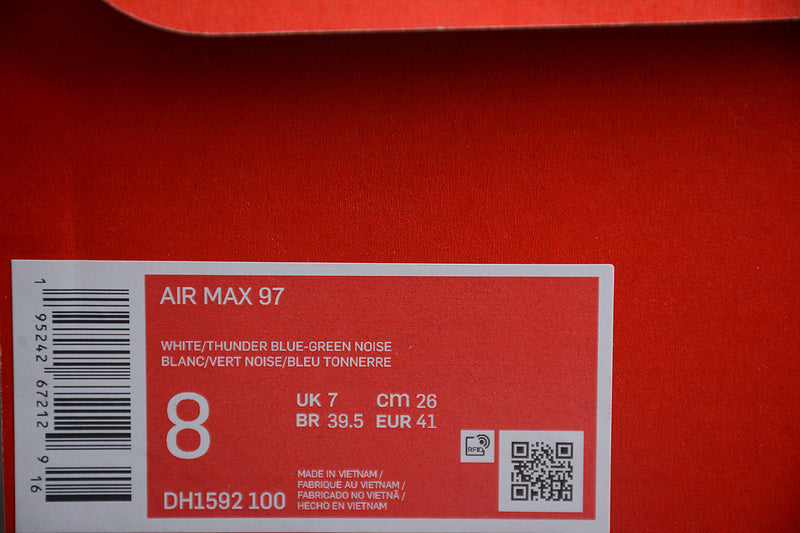 AIR MAX 97
WHITE/THUNDER BLUE-GREEN NOISE
BLANC/VERT NOISE/BLEU TONNERRE
8
UK 7 cm 26
BR 39.5 EUR 41
RFID
DH1592 100
MADE IN VIETNAM /
FABRIQUE AU VIETNAM /
FABRICADO NO VIETNÃ /
HECHO EN VIETNAM
1 95242 67212 9
16